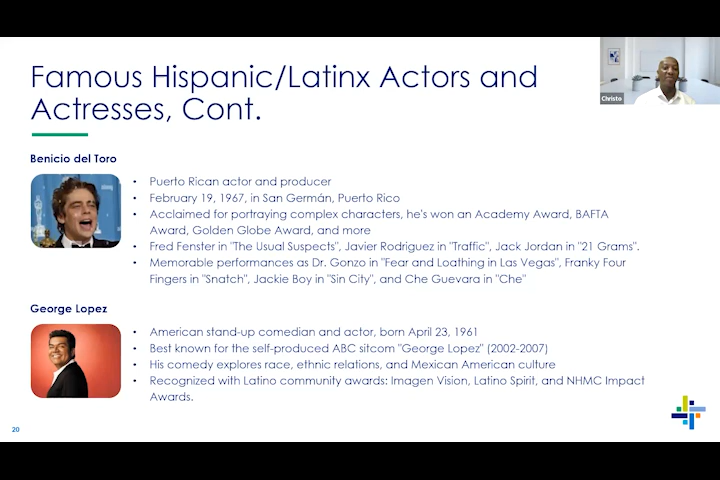 Famous Hispanic/Latinx Actors and
Actresses, Cont.
Christo
Benicio del Toro
• Puerto Rican actor and producer
• February 19, 1967, in San Germán, Puerto Rico
• Acclaimed for portraying complex characters, he's won an Academy Award, BAFTA
Award, Golden Globe Award, and more
• Fred Fenster in "The Usual Suspects", Javier Rodriguez in "Traffic", Jack Jordan in "21 Grams".
• Memorable performances as Dr. Gonzo in "Fear and Loathing in Las Vegas", Franky Four
Fingers in "Snatch", Jackie Boy in "Sin City", and Che Guevara in "Che"
George Lopez
• American stand-up comedian and actor, born April 23, 1961
• Best known for the self-produced ABC sitcom "George Lopez" (2002-2007)
• His comedy explores race, ethnic relations, and Mexican American culture
• Recognized with Latino community awards: Imagen Vision, Latino Spirit, and NHMC Impact
Awards.
20